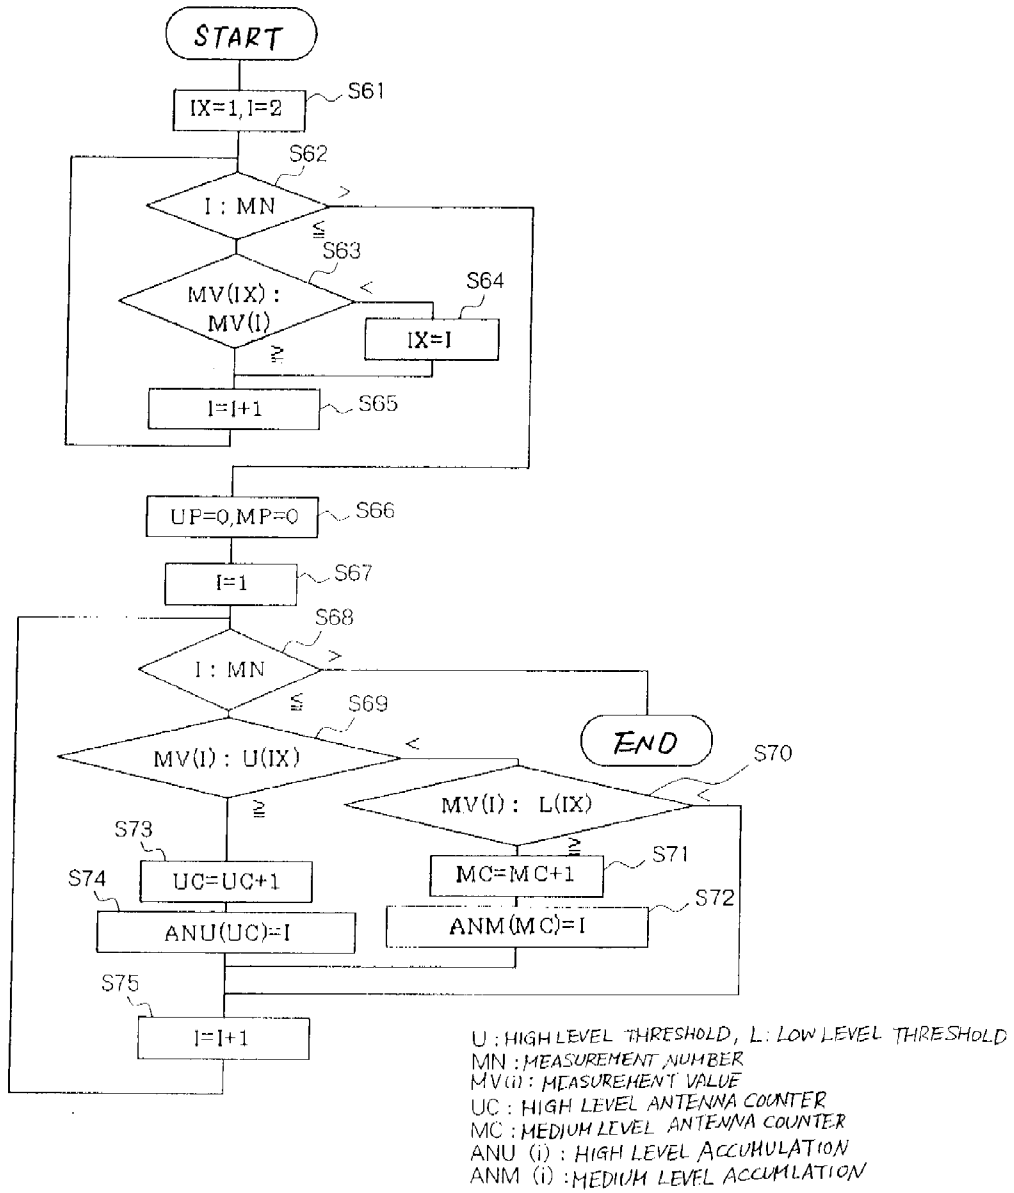 START
IX=1,I=2
S61
S62
I : MN
>
≦
S63
MV(IX) :
MV(I)
<
≧
S64
IX=I
I=I+1
S65
UP=0,MP=0
S66
I=1
S67
S68
I : MN
>
≦
END
S69
MV(I) : U(IX)
<
≧
S70
MV(I) : L(IX)
<
≧
S73
UC=UC+1
S71
MC=MC+1
S74
ANU(UC)=I
S72
ANM(MC)=I
S75
I=I+1
U : HIGH LEVEL THRESHOLD, L: LOW LEVEL THRESHOLD
MN : MEASUREMENT NUMBER
MV(i) : MEASUREMENT VALUE
UC : HIGH LEVEL ANTENNA COUNTER
MC : MEDIUM LEVEL ANTENNA COUNTER
ANU (i) : HIGH LEVEL ACCUMULATION
ANM (i) : MEDIUM LEVEL ACCUMLATION